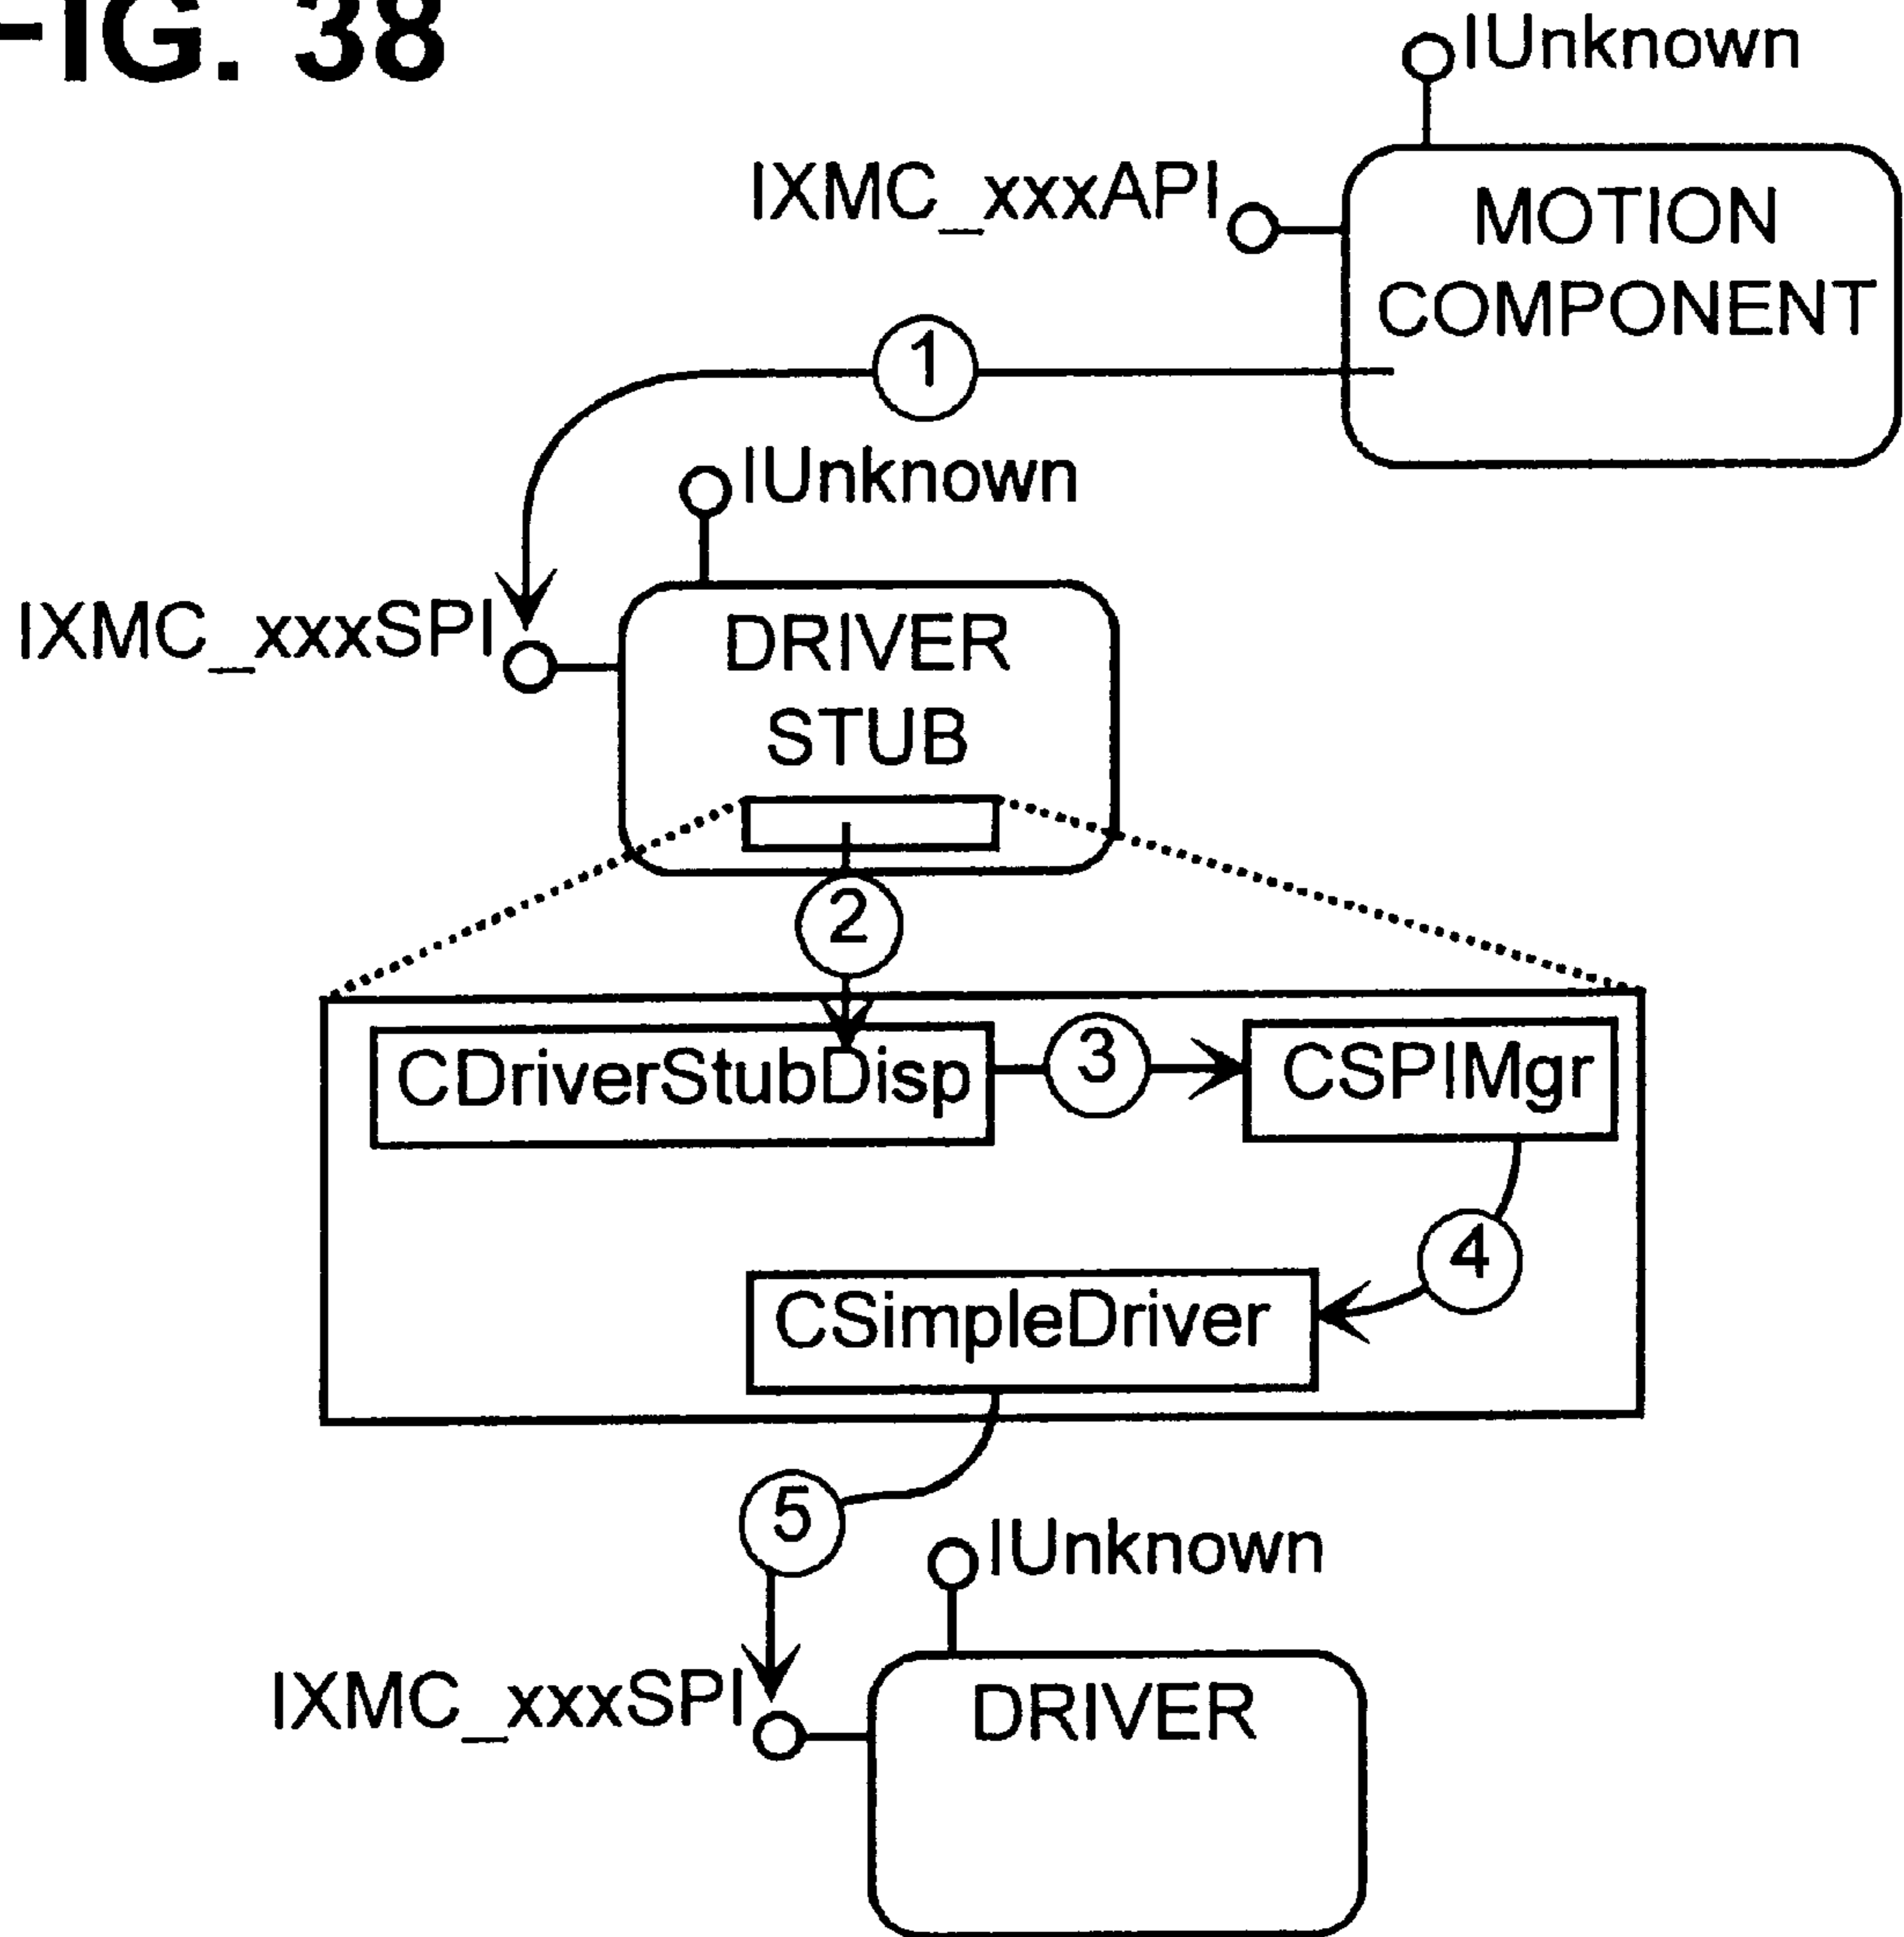 FIG. 38
IUnknown
IXMC_xxxAPI
MOTION
COMPONENT
1
IUnknown
IXMC_xxxSPI
DRIVER
STUB
2
CDriverStubDisp
3
CSPIMgr
4
CSimpleDriver
5
IUnknown
IXMC_xxxSPI
DRIVER